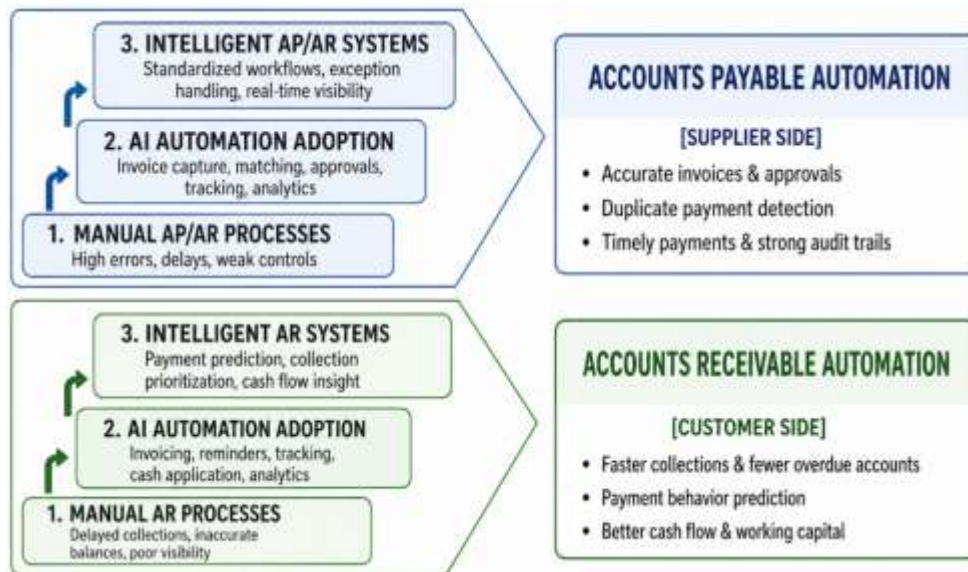 3. INTELLIGENT AP/AR SYSTEMS
Standardized workflows, exception
handling, real-time visibility
2. AI AUTOMATION ADOPTION
Invoice capture, matching, approvals,
tracking, analytics
1. MANUAL AP/AR PROCESSES
High errors, delays, weak controls
ACCOUNTS PAYABLE AUTOMATION
[SUPPLIER SIDE]
• Accurate invoices & approvals
• Duplicate payment detection
• Timely payments & strong audit trails
3. INTELLIGENT AR SYSTEMS
Payment prediction, collection
prioritization, cash flow insight
2. AI AUTOMATION ADOPTION
Invoicing, reminders, tracking,
cash application, analytics
1. MANUAL AR PROCESSES
Delayed collections, inaccurate
balances, poor visibility
ACCOUNTS RECEIVABLE AUTOMATION
[CUSTOMER SIDE]
• Faster collections & fewer overdue accounts
• Payment behavior prediction
• Better cash flow & working capital